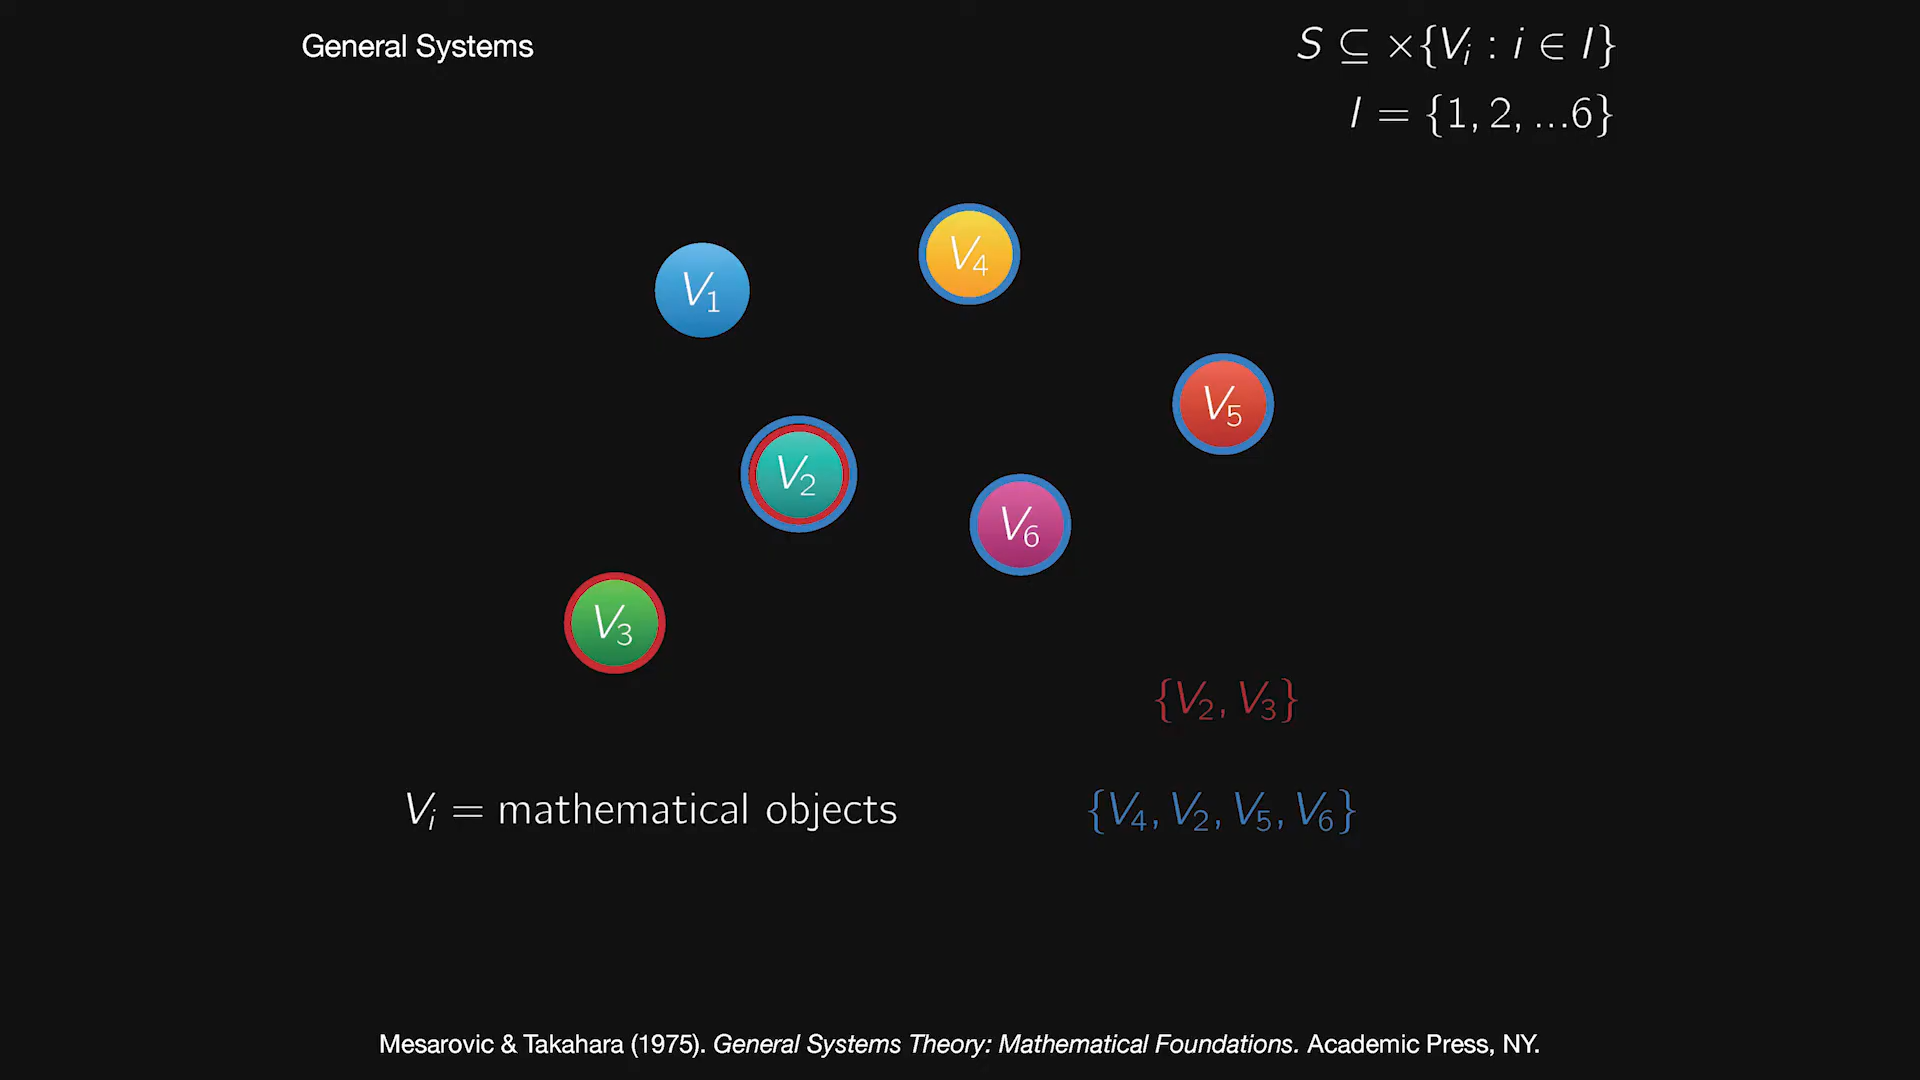 General Systems
S ⊆ ×{Vᵢ : i ∈ I}
I = {1, 2, ...6}
V₄
V₁
V₅
V₂
V₆
V₃
{V₂, V₃}
Vᵢ = mathematical objects
{V₄, V₂, V₅, V₆}
Mesarovic & Takahara (1975). General Systems Theory: Mathematical Foundations. Academic Press, NY.